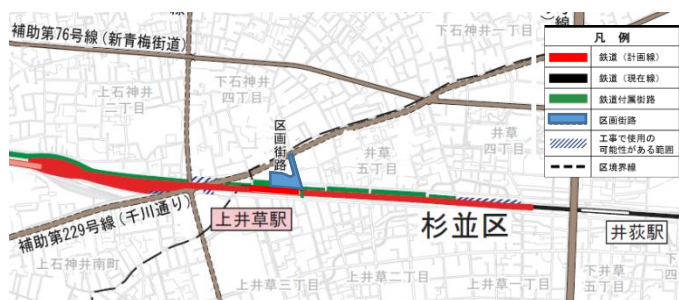 補助第76号線(新青梅街道)
下石神井一丁目
上石神井
二丁目
下石神井
四丁目
区画街路
井草
五丁目
井草
四丁目
凡 例
鉄道(計画線)
鉄道(現在線)
鉄道付属街路
区画街路
工事で使用の
可能性がある範囲
区境界線
補助第229号線(千川通り)
上井草駅
杉並区
井荻駅
上石神井南町
上井草三丁目
上井草二丁目
上井草一丁目
下井草
五丁目